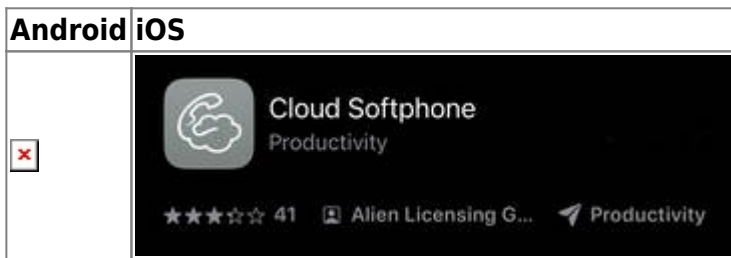 Android iOS
Cloud Softphone
Productivity
★★★☆☆ 41 Alien Licensing G... Productivity